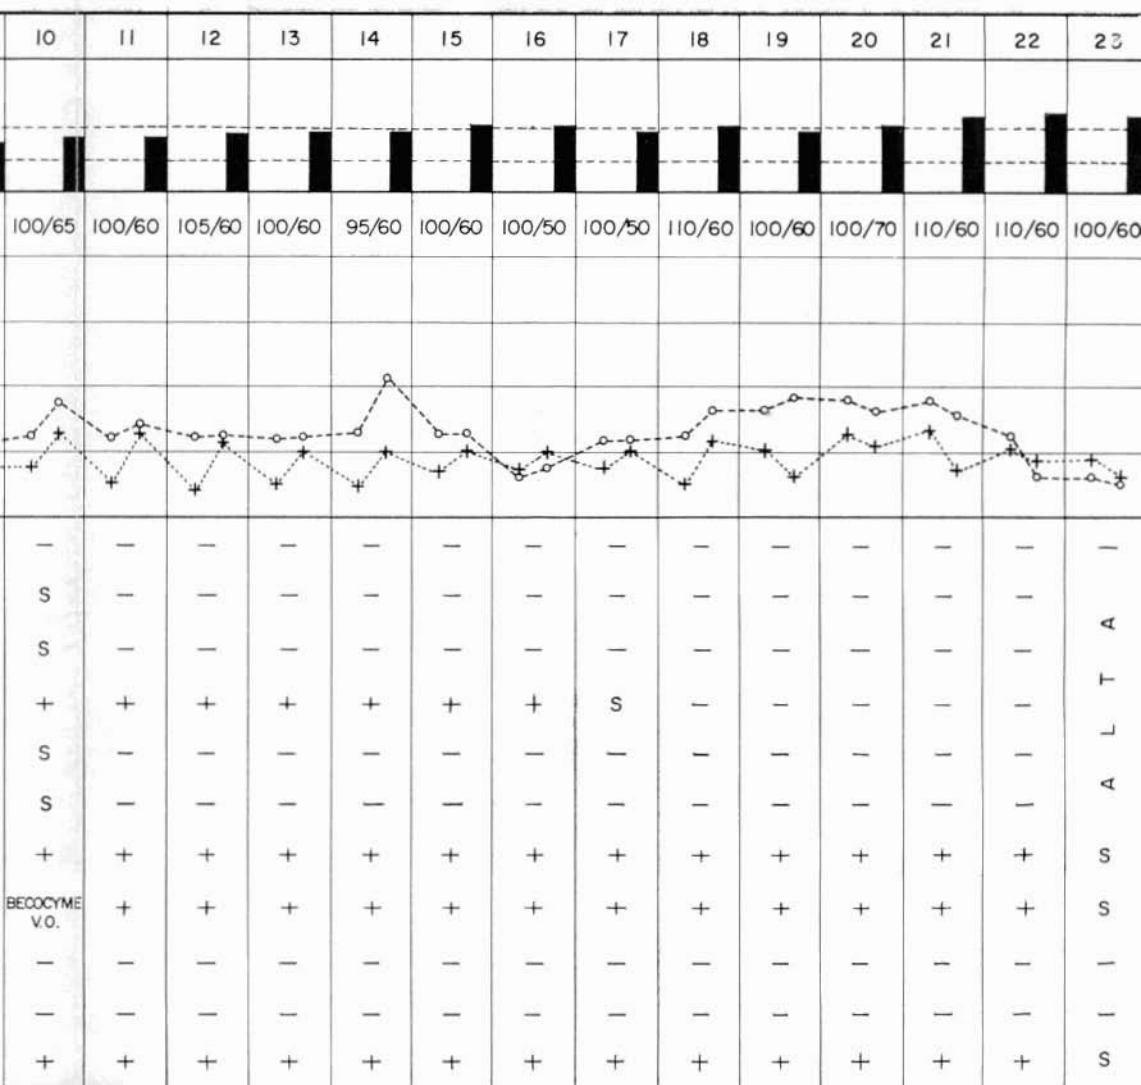 10 11 12 13 14 15 16 17 18 19 20 21 22 23
100/65 100/60 105/60 100/60 95/60 100/60 100/50 100/50 110/60 100/60 100/70 110/60 110/60 100/60
— — — — — — — — — — — — — —
S — — — — — — — — — — — —
S — — — — — — — — — — — —
+ + + + + + + S — — — — —
S — — — — — — — — — — — —
S — — — — — — — — — — — —
ALTA
+ + + + + + + + + + + + + S
BECOCYME + + + + + + + + + + + + S
V.O.
— — — — — — — — — — — — — —
— — — — — — — — — — — — — —
+ + + + + + + + + + + + + S